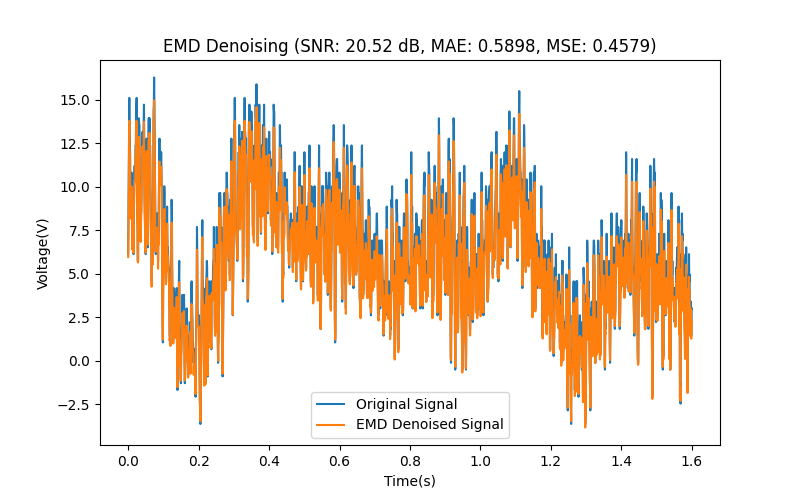 EMD Denoising (SNR: 20.52 dB, MAE: 0.5898, MSE: 0.4579)
15.0
12.5
10.0
7.5
5.0
2.5
0.0
−2.5
Voltage(V)
Original Signal
EMD Denoised Signal
0.0 0.2 0.4 0.6 0.8 1.0 1.2 1.4 1.6
Time(s)